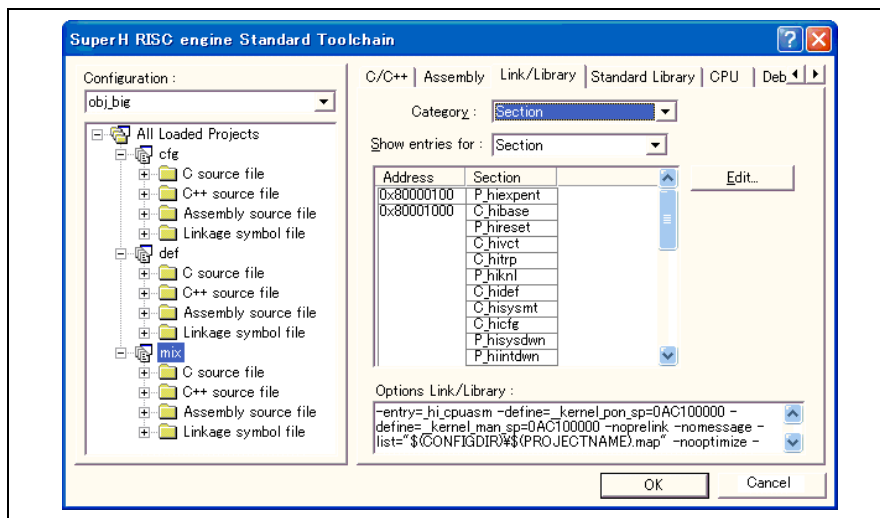 SuperH RISC engine Standard Toolchain
Configuration :
obj_big
All Loaded Projects
cfg
C source file
C++ source file
Assembly source file
Linkage symbol file
def
C source file
C++ source file
Assembly source file
Linkage symbol file
mix
C source file
C++ source file
Assembly source file
Linkage symbol file
C/C++ Assembly Link/Library Standard Library CPU Deb
Category : Section
Show entries for : Section
Address Section
0x80000100 P_hiexpent
0x80001000 C_hibase
P_hireset
C_hivct
C_hitrp
P_hiknl
C_hidef
C_hisysmt
C_hicfg
P_hisysdwn
P_hiintdwn
Edit...
Options Link/Library :
-entry=_hi_cpuasm -define=__kernel_pon_sp=0AC100000 -
define=__kernel_man_sp=0AC100000 -noprelink -nomessage -
list="$(CONFIGDIR)¥$(PROJECTNAME).map" -nooptimize -
OK Cancel